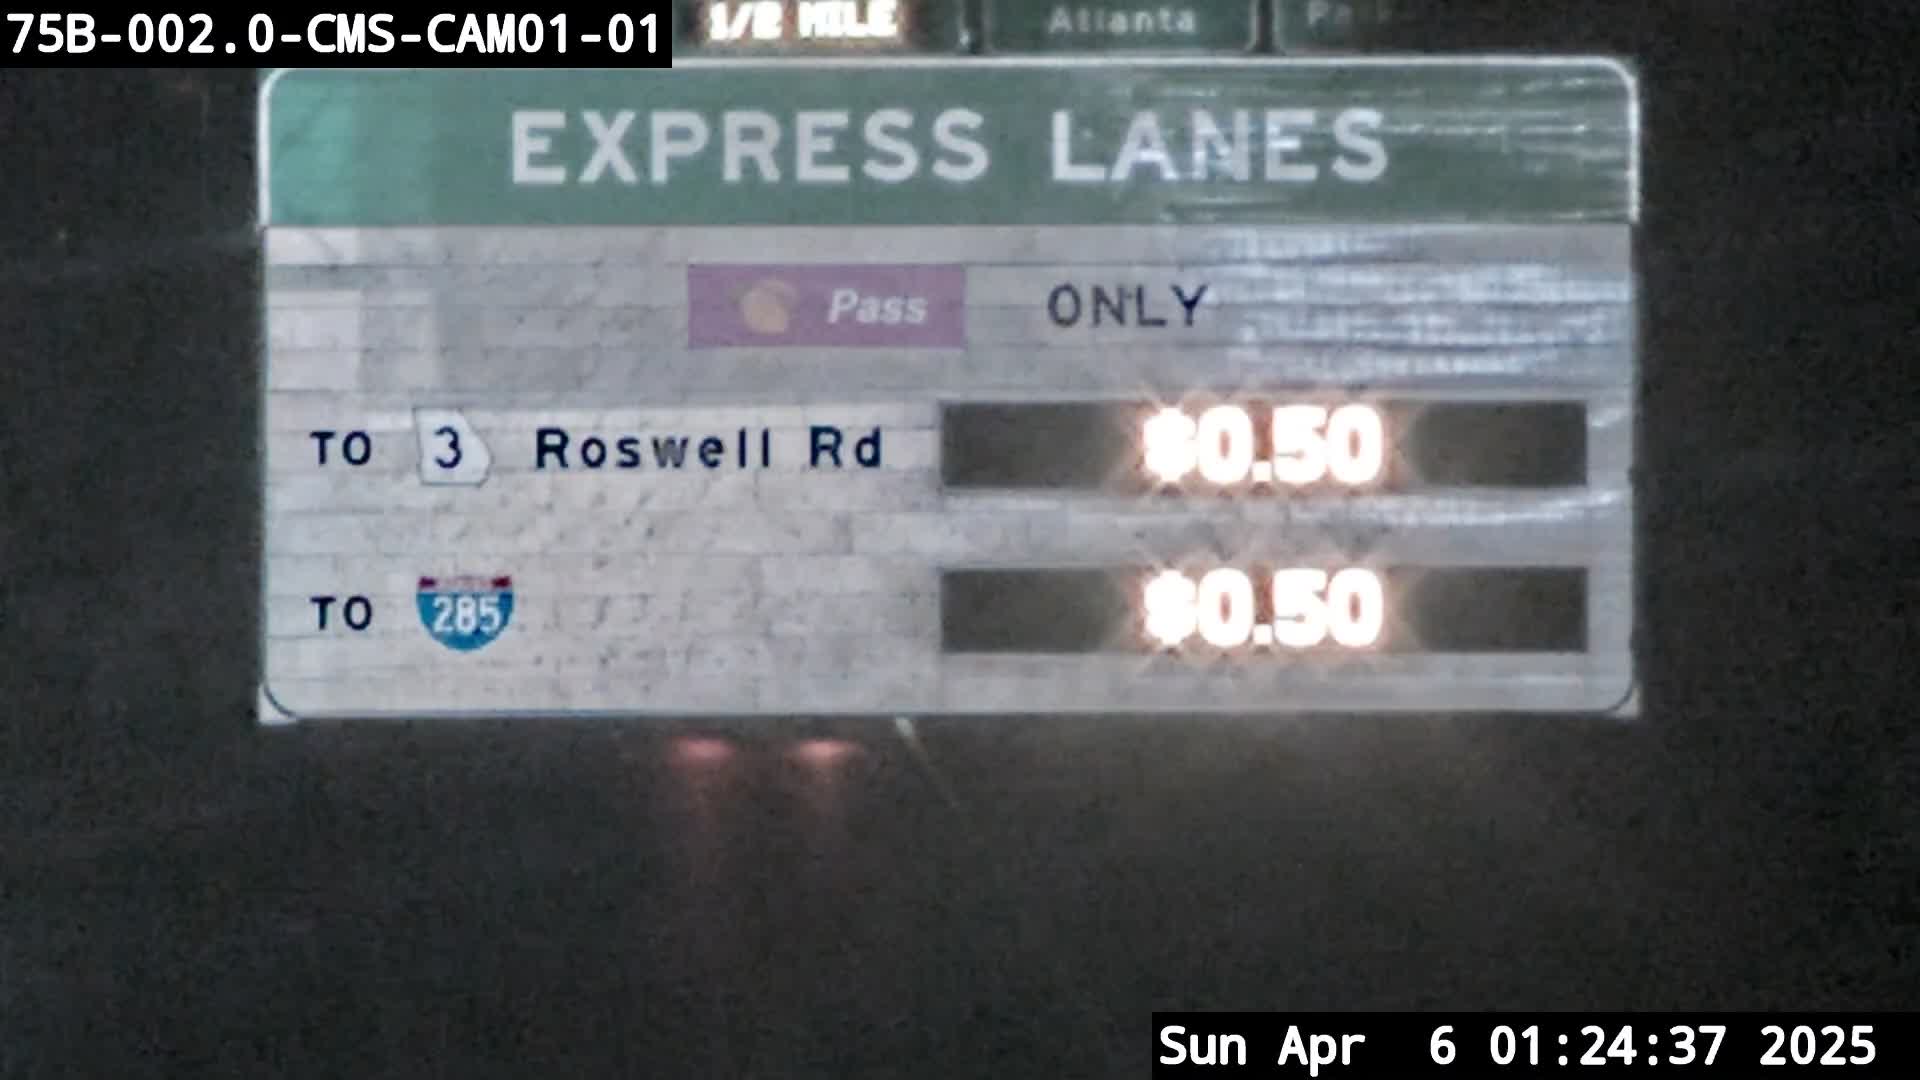 75B-002.0-CMS-CAM01-01
1/2 MILE
Atlanta
EXPRESS LANES
Pass ONLY
TO 3 Roswell Rd $0.50
TO 285 $0.50
Sun Apr 6 01:24:37 2025